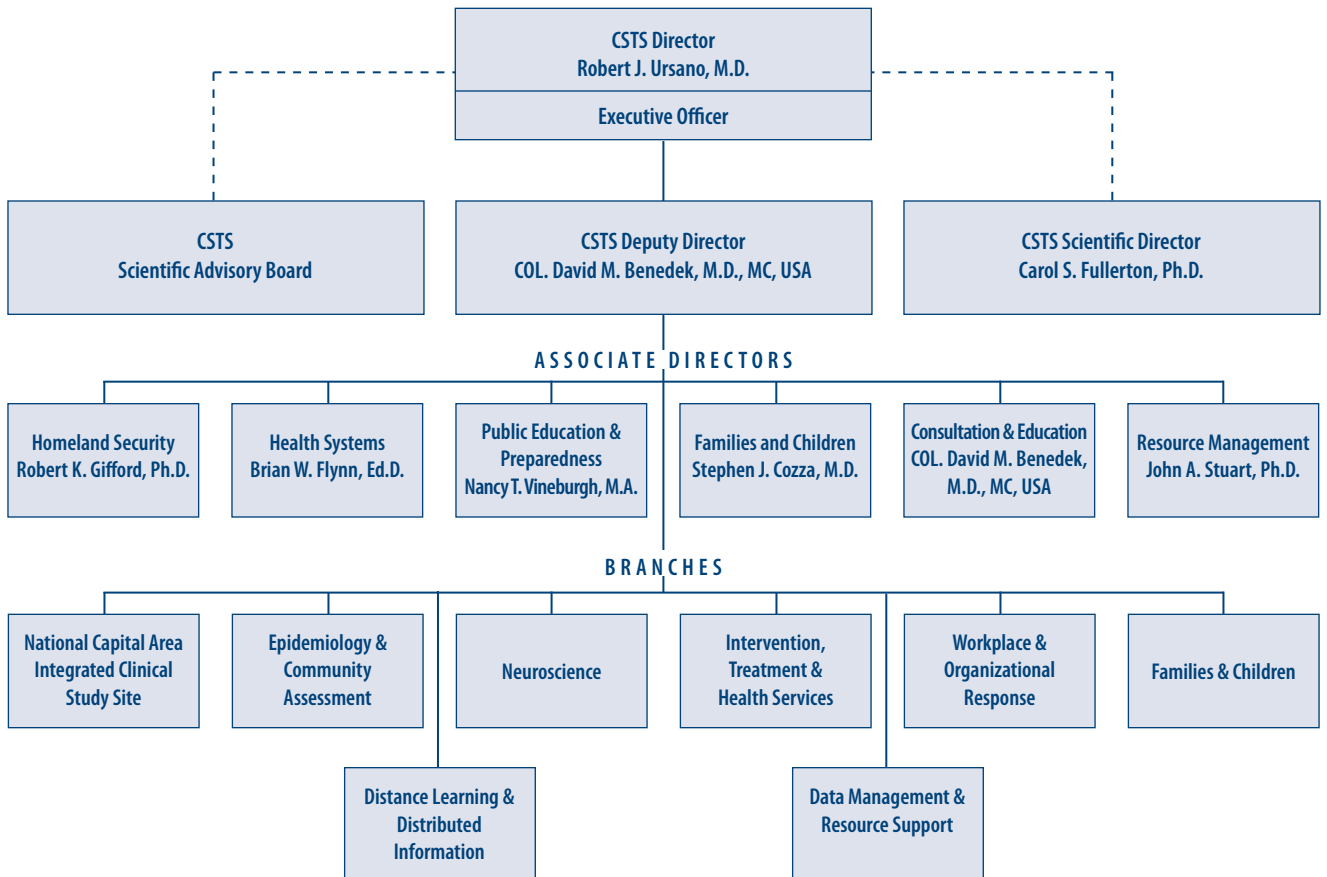 CSTS Director
Robert J. Ursano, M.D.
Executive Officer
CSTS
Scientific Advisory Board
CSTS Deputy Director
COL. David M. Benedek, M.D., MC, USA
CSTS Scientific Director
Carol S. Fullerton, Ph.D.
ASSOCIATE DIRECTORS
Homeland Security
Robert K. Gifford, Ph.D.
Health Systems
Brian W. Flynn, Ed.D.
Public Education &
Preparedness
Nancy T. Vineburgh, M.A.
Families and Children
Stephen J. Cozza, M.D.
Consultation & Education
COL. David M. Benedek,
M.D., MC, USA
Resource Management
John A. Stuart, Ph.D.
BRANCHES
National Capital Area
Integrated Clinical
Study Site
Epidemiology &
Community
Assessment
Neuroscience
Intervention,
Treatment &
Health Services
Workplace &
Organizational
Response
Families & Children
Distance Learning &
Distributed
Information
Data Management &
Resource Support